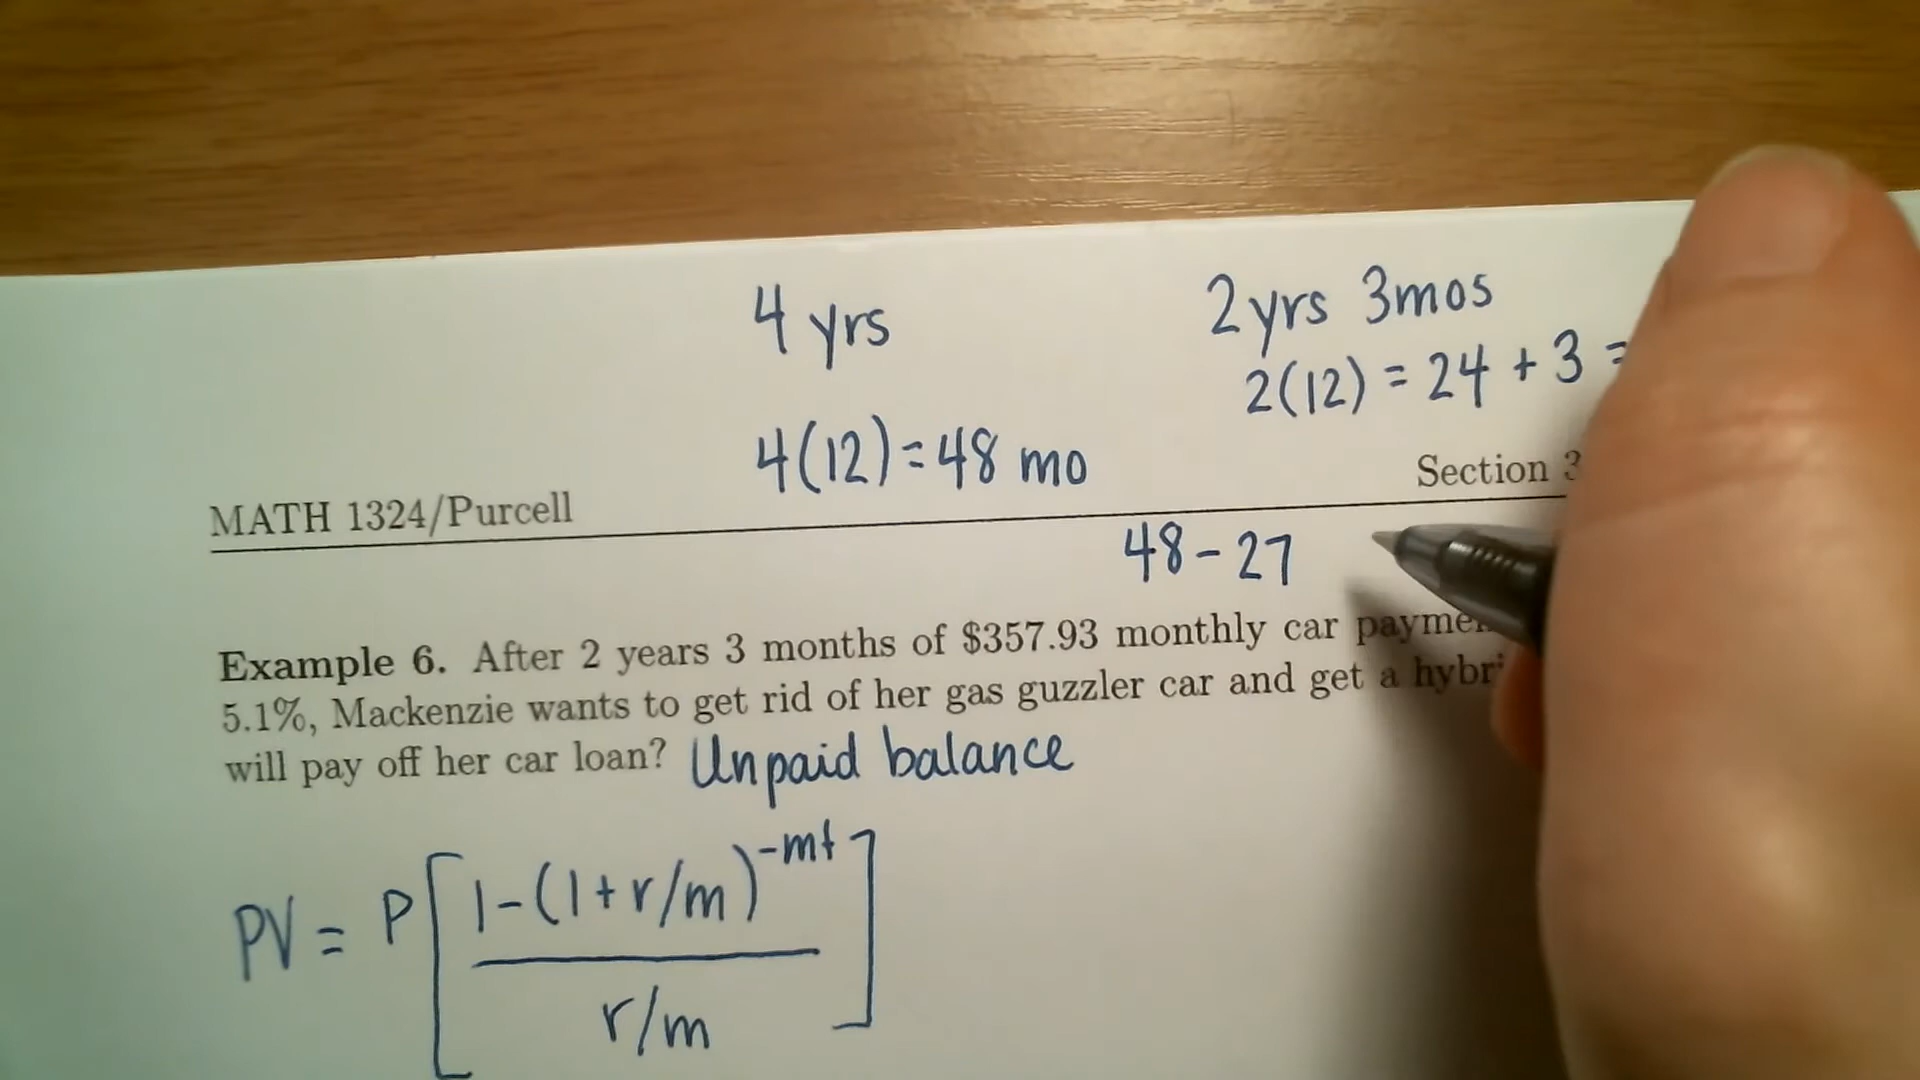 4 yrs
2yrs 3mos
2(12) = 24 + 3 =
4(12) = 48 mo
MATH 1324/Purcell
Section 3
48 - 27
Example 6. After 2 years 3 months of $357.93 monthly car
5.1%, Mackenzie wants to get rid of her gas guzzler car and get a
will pay off her car loan? Unpaid balance
PV = P[1-(1+r/m)^-mt]
r/m